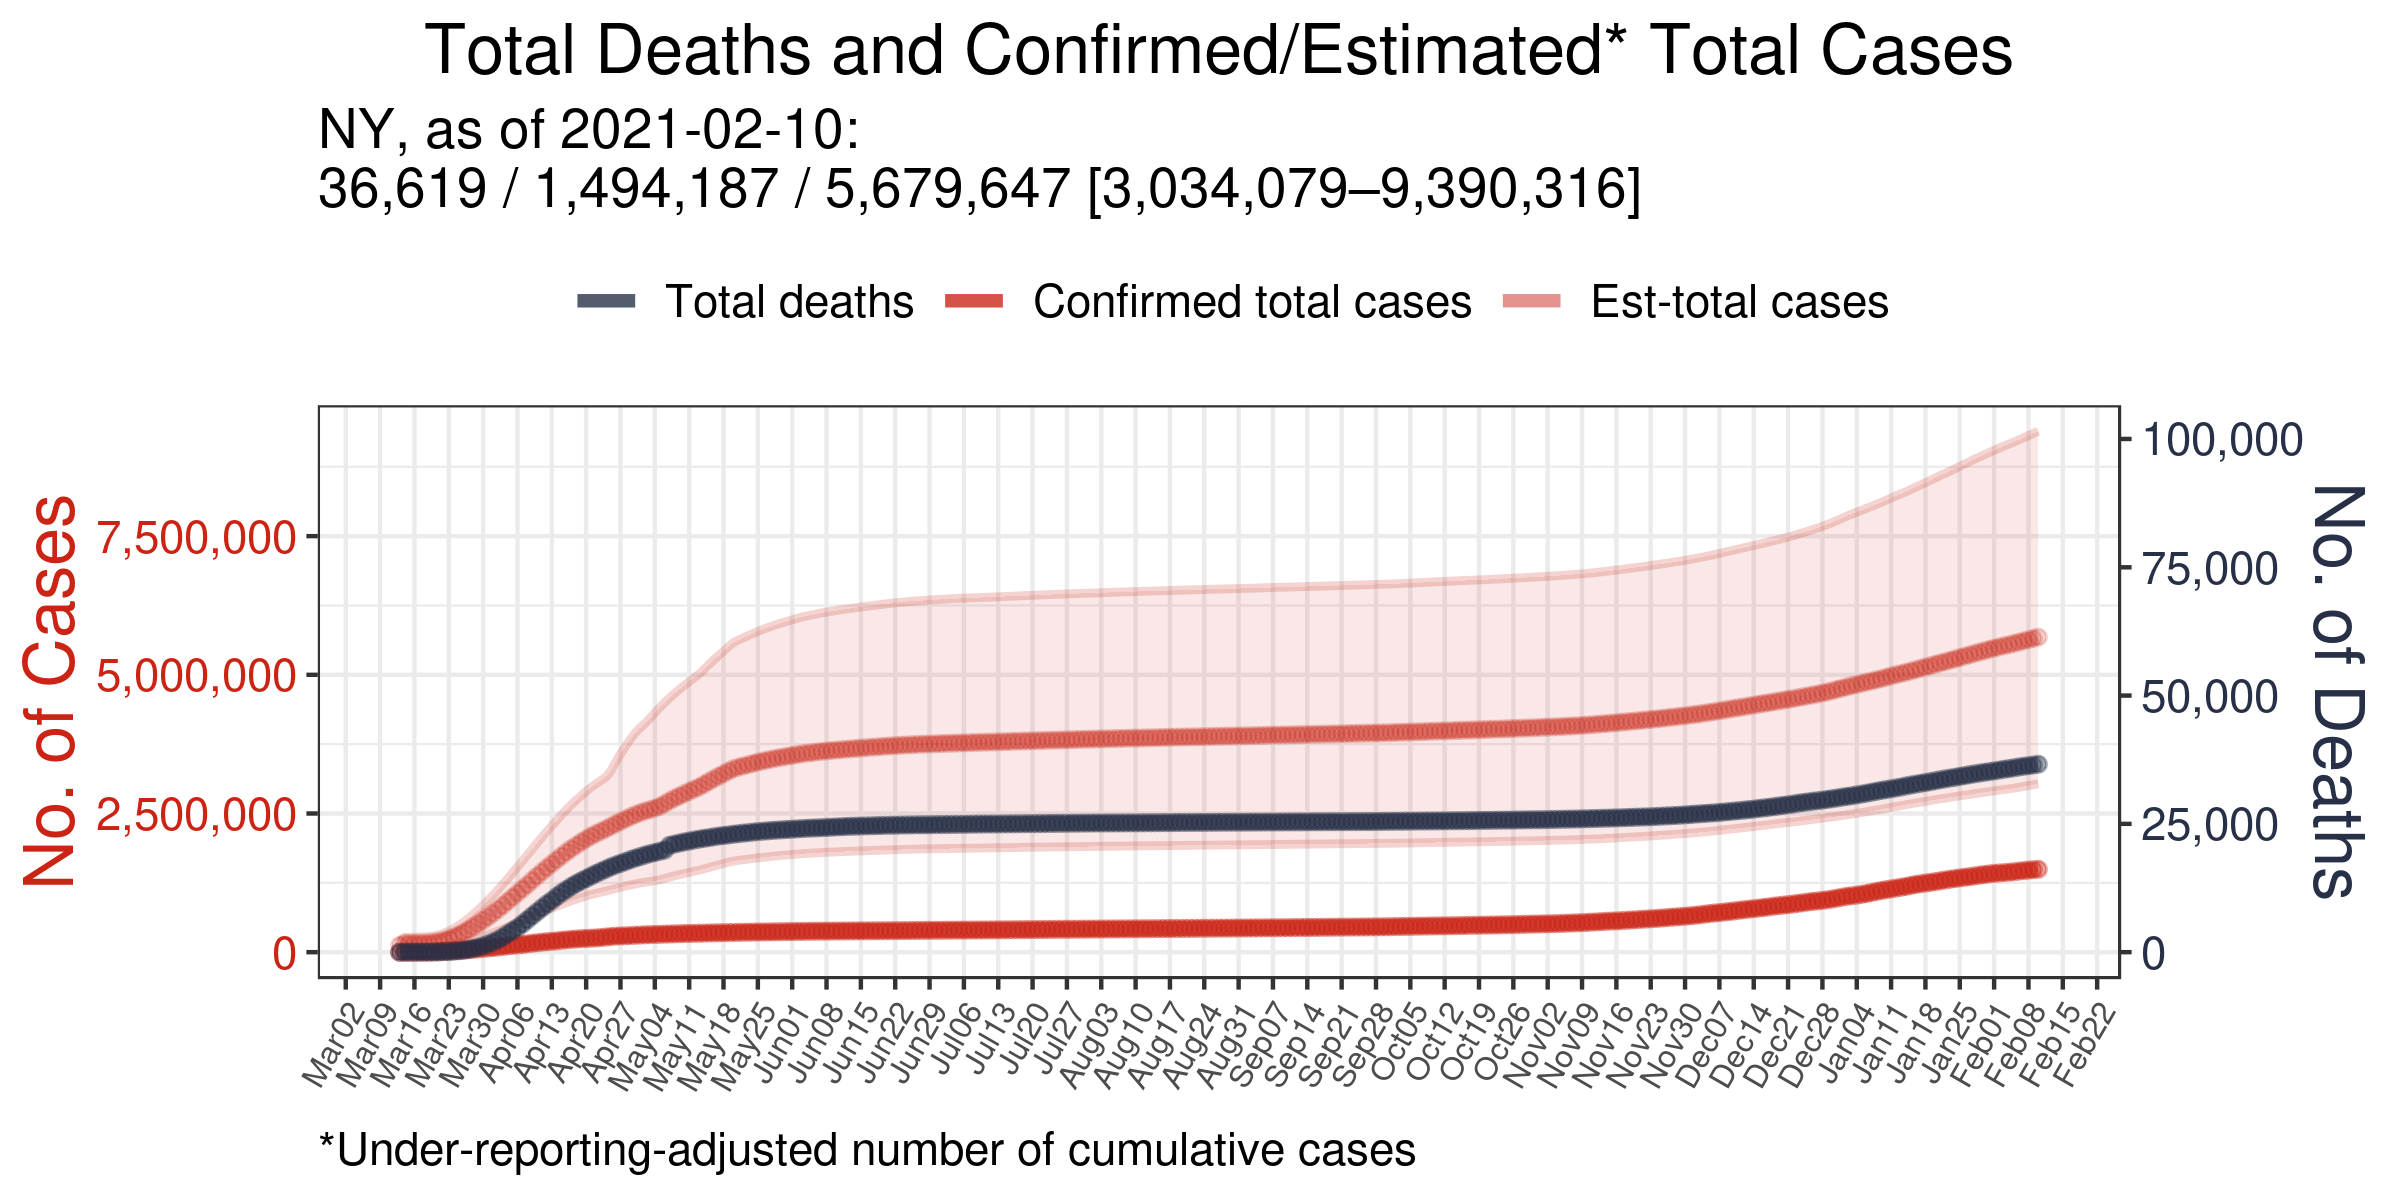 Total Deaths and Confirmed/Estimated* Total Cases
NY, as of 2021-02-10:
36,619 / 1,494,187 / 5,679,647 [3,034,079–9,390,316]
Total deaths
Confirmed total cases
Est-total cases
No. of Cases
7,500,000
5,000,000
2,500,000
0
100,000
75,000
50,000
25,000
0
No. of Deaths
Mar02
Mar09
Mar16
Mar23
Mar30
Apr06
Apr13
Apr20
Apr27
May04
May11
May18
May25
Jun01
Jun08
Jun15
Jun22
Jun29
Jul06
Jul13
Jul20
Jul27
Aug03
Aug10
Aug17
Aug24
Aug31
Sep07
Sep14
Sep21
Sep28
Oct05
Oct12
Oct19
Oct26
Nov02
Nov09
Nov16
Nov23
Nov30
Dec07
Dec14
Dec21
Dec28
Jan04
Jan11
Jan18
Jan25
Feb01
Feb08
Feb15
Feb22
*Under-reporting-adjusted number of cumulative cases